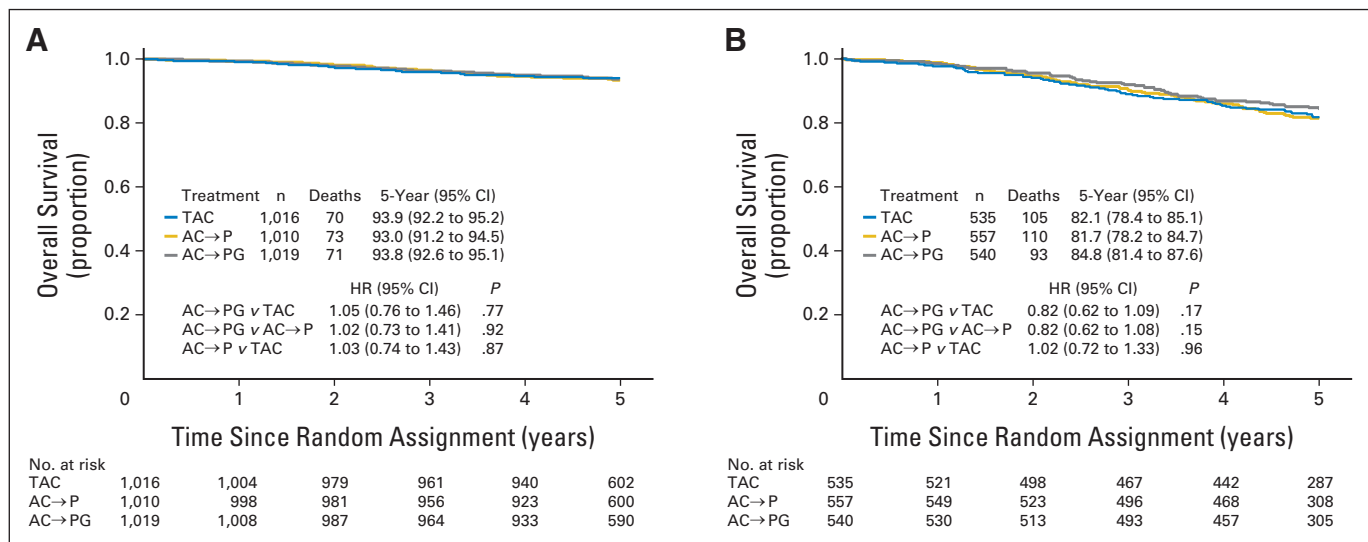 A
Overall Survival
(proportion)
1.0
0.8
0.6
0.4
0.2
Treatment n Deaths 5-Year (95% CI)
TAC 1,016 70 93.9 (92.2 to 95.2)
AC→P 1,010 73 93.0 (91.2 to 94.5)
AC→PG 1,019 71 93.8 (92.6 to 95.1)
HR (95% CI) P
AC→PG v TAC 1.05 (0.76 to 1.46) .77
AC→PG v AC→P 1.02 (0.73 to 1.41) .92
AC→P v TAC 1.03 (0.74 to 1.43) .87
0 1 2 3 4 5
Time Since Random Assignment (years)
No. at risk
TAC 1,016 1,004 979 961 940 602
AC→P 1,010 998 981 956 923 600
AC→PG 1,019 1,008 987 964 933 590
B
Overall Survival
(proportion)
1.0
0.8
0.6
0.4
0.2
Treatment n Deaths 5-Year (95% CI)
TAC 535 105 82.1 (78.4 to 85.1)
AC→P 557 110 81.7 (78.2 to 84.7)
AC→PG 540 93 84.8 (81.4 to 87.6)
HR (95% CI) P
AC→PG v TAC 0.82 (0.62 to 1.09) .17
AC→PG v AC→P 0.82 (0.62 to 1.08) .15
AC→P v TAC 1.02 (0.72 to 1.33) .96
0 1 2 3 4 5
Time Since Random Assignment (years)
No. at risk
TAC 535 521 498 467 442 287
AC→P 557 549 523 496 468 308
AC→PG 540 530 513 493 457 305